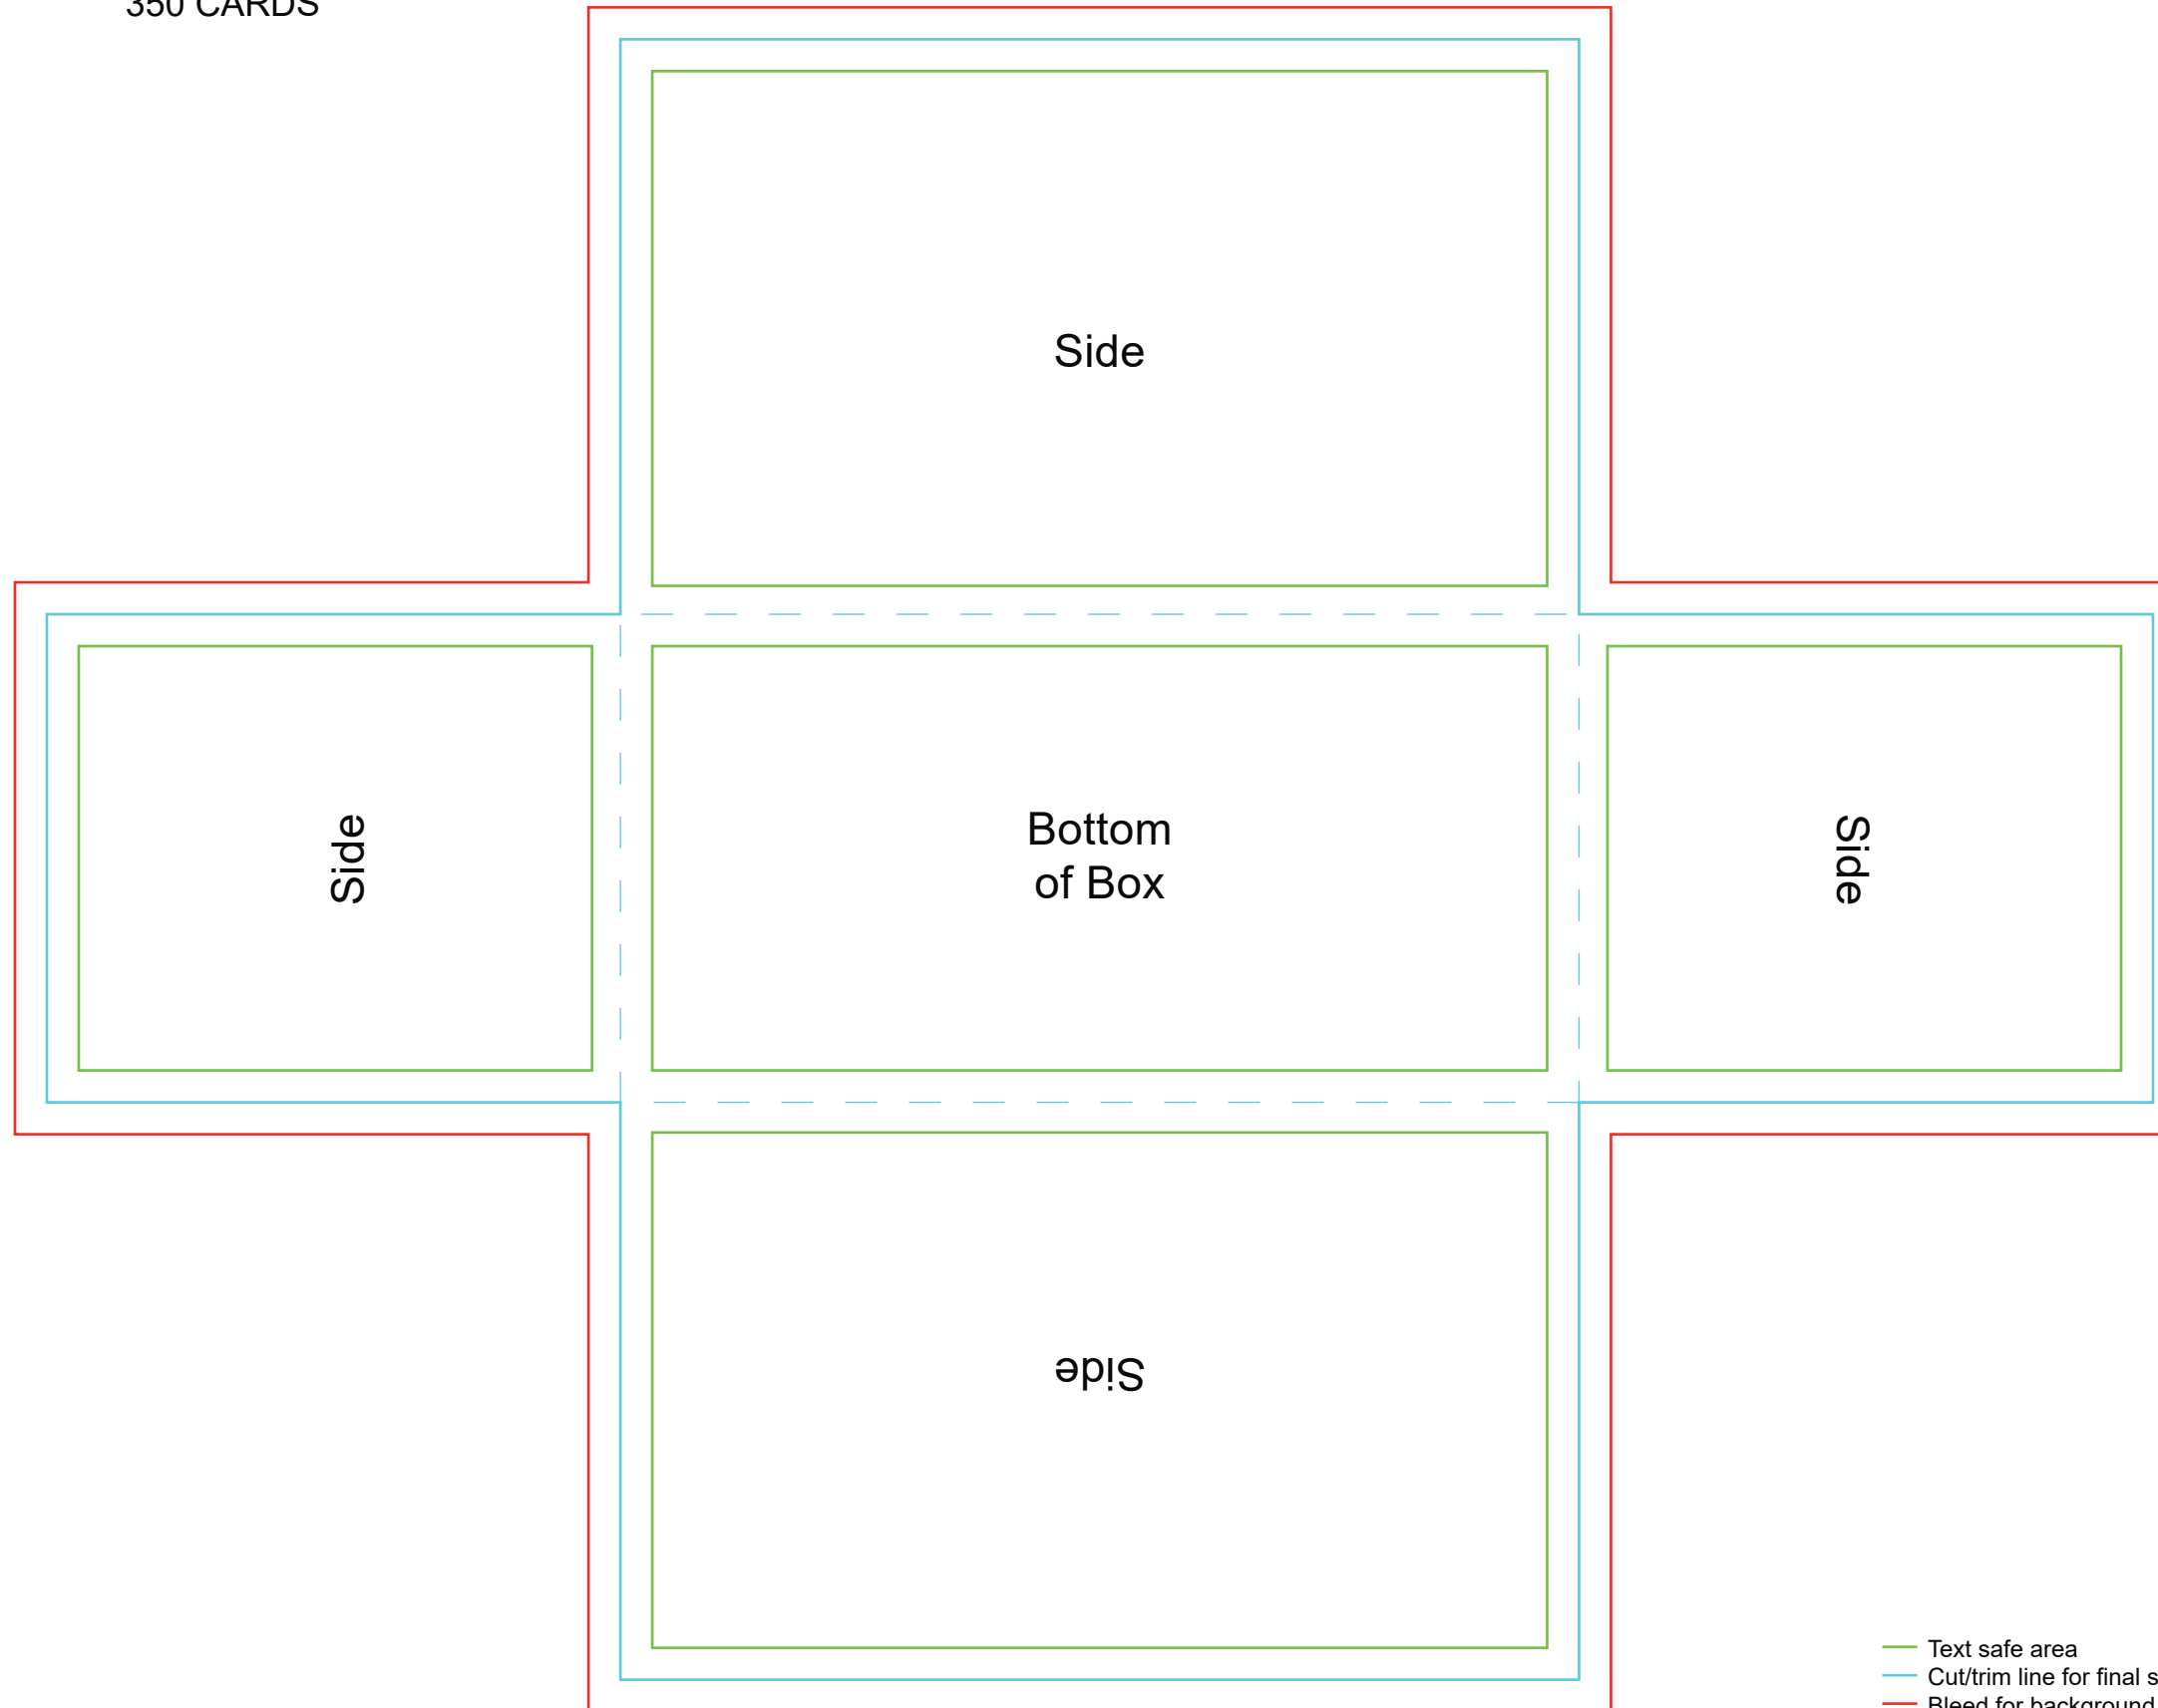 350 CARDS
Side
Side
Bottom
of Box
Side
Side
Text safe area
Cut/trim line for final s
Bleed for background